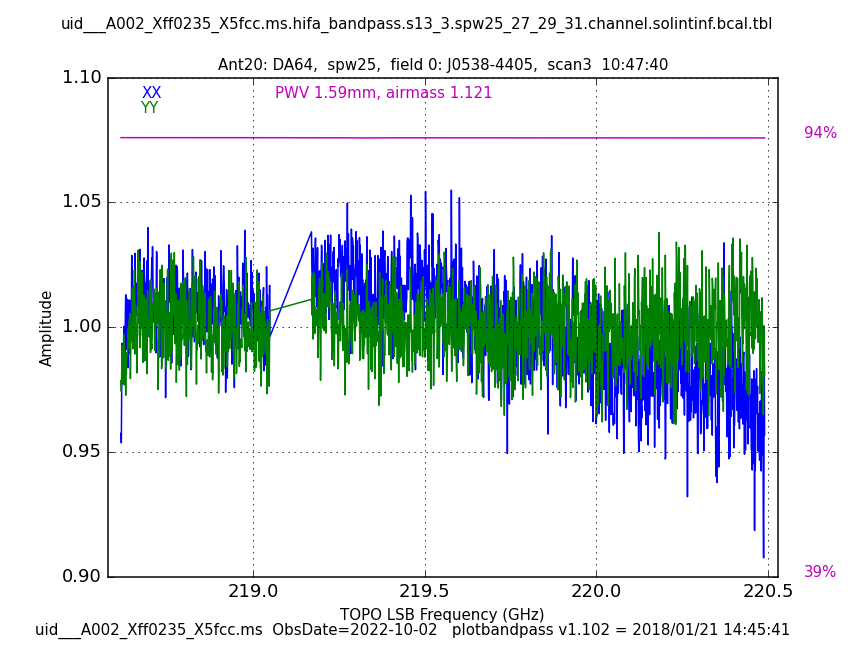 uid___A002_Xff0235_X5fcc.ms.hifa_bandpass.s13_3.spw25_27_29_31.channel.solintinf.bcal.tbl
Ant20: DA64,  spw25,  field 0: J0538-4405,  scan3  10:47:40
1.10
XX
PWV 1.59mm, airmass 1.121
YY
94%
1.05
1.00
Amplitude
0.95
39%
0.90
219.0 219.5 220.0 220.5
TOPO LSB Frequency (GHz)
uid___A002_Xff0235_X5fcc.ms  ObsDate=2022-10-02   plotbandpass v1.102 = 2018/01/21 14:45:41